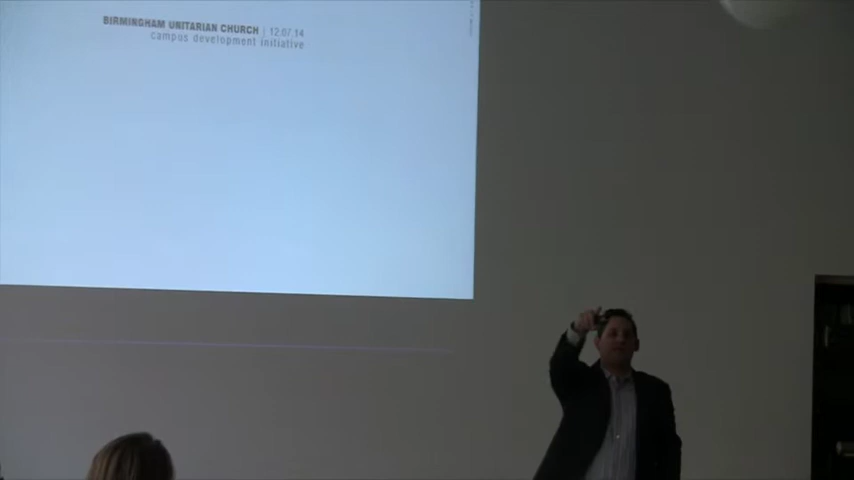 BIRMINGHAM UNITARIAN CHURCH | 12.07.14
campus development initiative